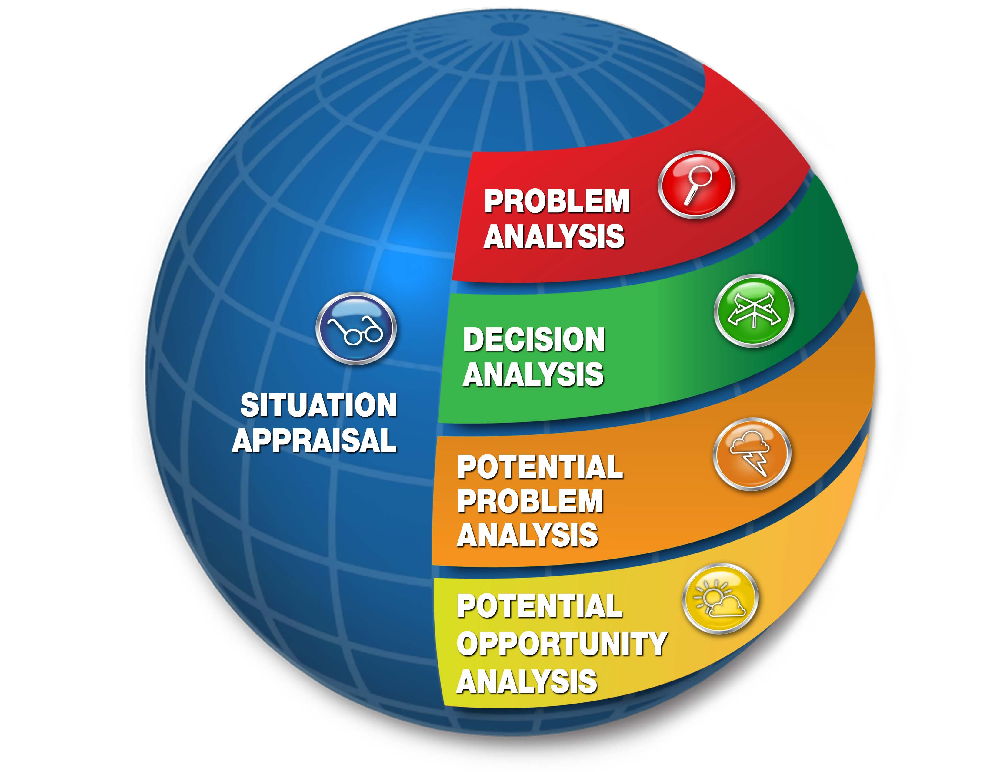 SITUATION
APPRAISAL
PROBLEM
ANALYSIS
DECISION
ANALYSIS
POTENTIAL
PROBLEM
ANALYSIS
POTENTIAL
OPPORTUNITY
ANALYSIS